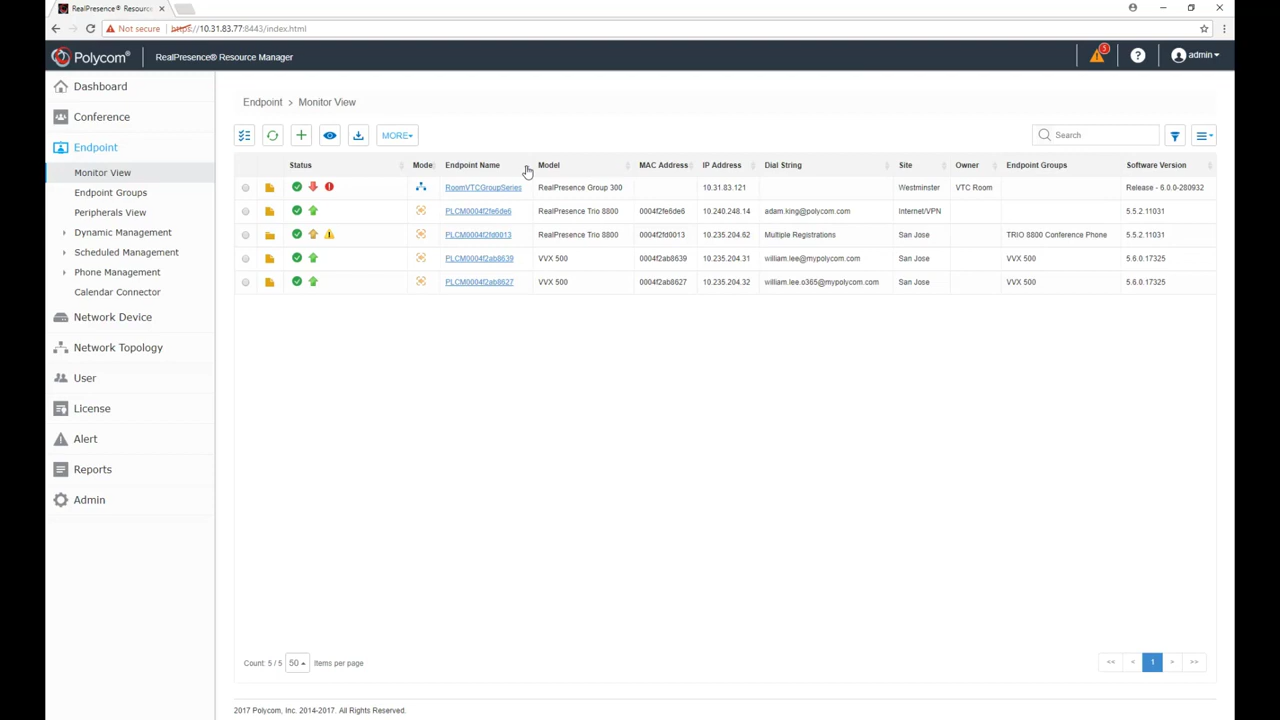 RealPresence® Resource
Not secure https://10.31.83.77:8443/index.html
Polycom® RealPresence® Resource Manager 5 admin
Dashboard
Conference
Endpoint
Monitor View
Endpoint Groups
Peripherals View
Dynamic Management
Scheduled Management
Phone Management
Calendar Connector
Network Device
Network Topology
User
License
Alert
Reports
Admin
Endpoint > Monitor View
MORE Search
Status Mode Endpoint Name Model MAC Address IP Address Dial String Site Owner Endpoint Groups Software Version
RoomVTCGroupSeries RealPresence Group 300 10.31.83.121 Westminster VTC Room Release - 6.0.0-280932
PLCM0004f2fe6de6 RealPresence Trio 8800 0004f2fe6de6 10.240.248.14 adam.king@polycom.com Internet/VPN 5.5.2.11031
PLCM0004f2fd0013 RealPresence Trio 8800 0004f2fd0013 10.235.204.62 Multiple Registrations San Jose TRIO 8800 Conference Phone 5.5.2.11031
PLCM0004f2ab8639 VVX 500 0004f2ab8639 10.235.204.31 william.lee@mypolycom.com San Jose VVX 500 5.6.0.17325
PLCM0004f2ab8627 VVX 500 0004f2ab8627 10.235.204.32 william.lee.o365@mypolycom.com San Jose VVX 500 5.6.0.17325
Count: 5 / 5 50 Items per page << < 1 > >>
2017 Polycom, Inc. 2014-2017. All Rights Reserved.